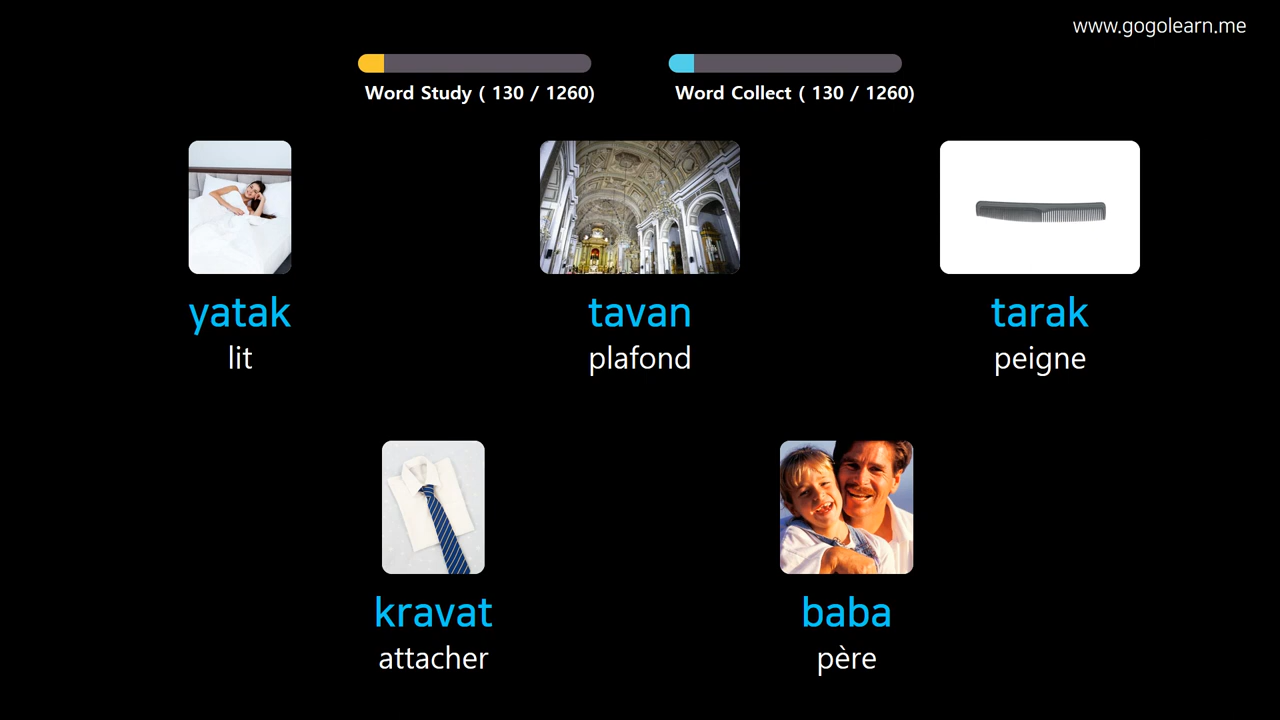 www.gogolearn.me
Word Study ( 130 / 1260)
Word Collect ( 130 / 1260)
yatak
lit
tavan
plafond
tarak
peigne
kravat
attacher
baba
père